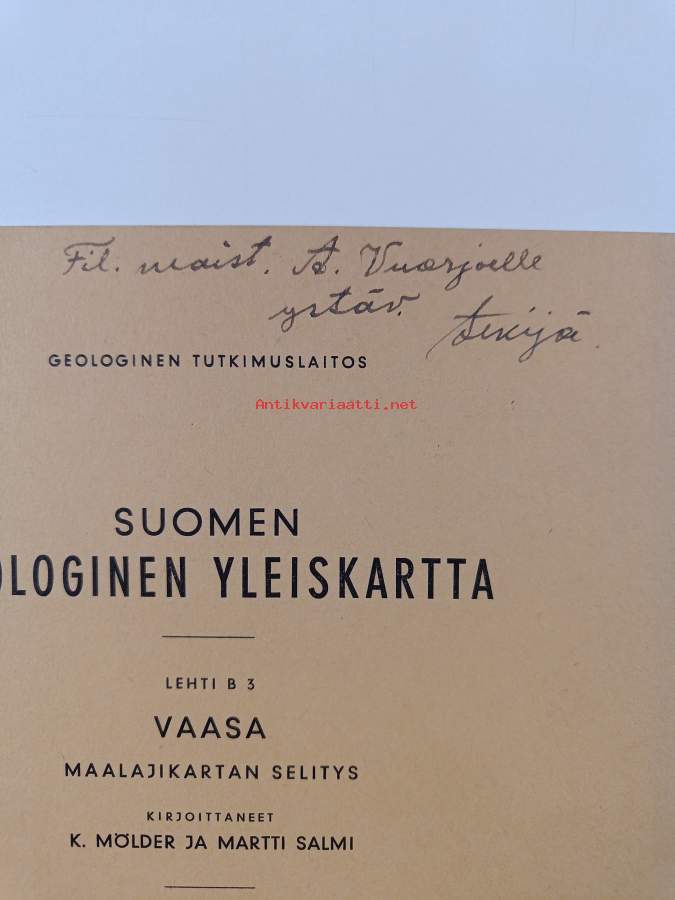 Fil. maist. A. Vuorjoelle
ystäv. tekijä.
GEOLOGINEN TUTKIMUSLAITOS
Antikvariaatti.net
SUOMEN
OLOGINEN YLEISKARTTA
LEHTI B 3
VAASA
MAALAJIKARTAN SELITYS
KIRJOITTANEET
K. MÖLDER JA MARTTI SALMI